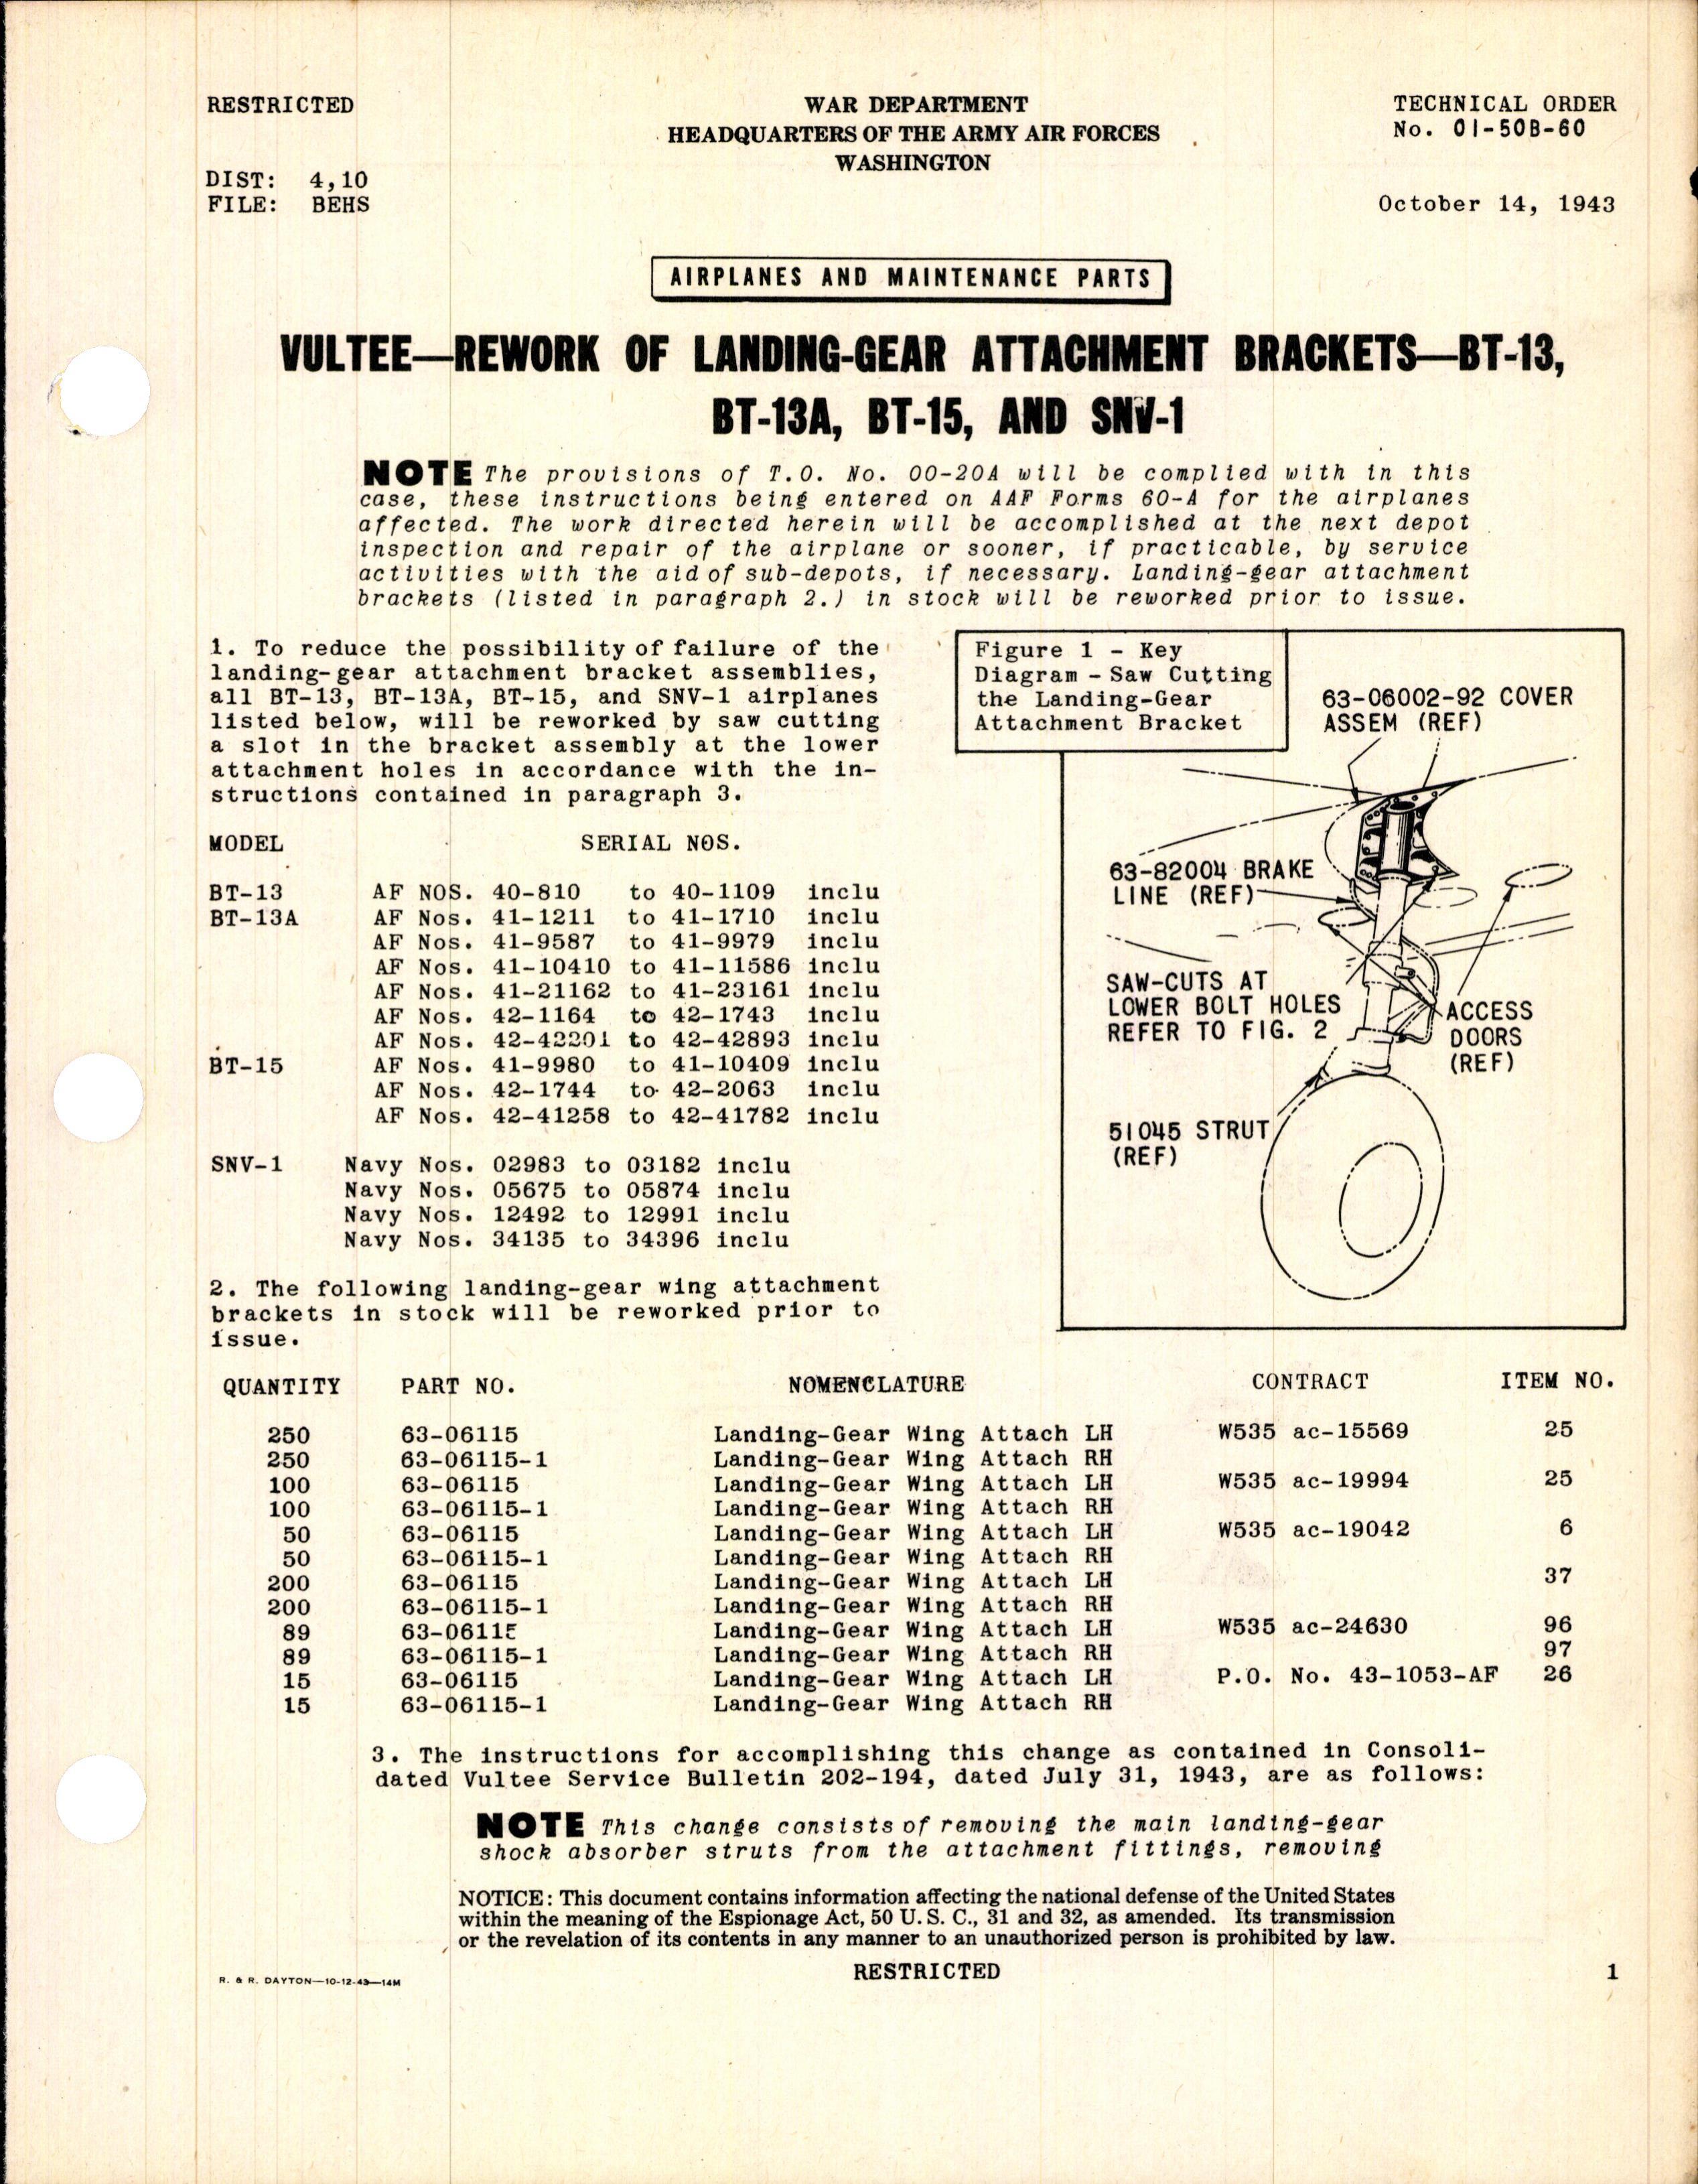 RESTRICTED
WAR DEPARTMENT
HEADQUARTERS OF THE ARMY AIR FORCES
WASHINGTON
TECHNICAL ORDER
No. 01-50B-60
DIST: 4,10
FILE: BEHS
October 14, 1943
AIRPLANES AND MAINTENANCE PARTS
VULTEE—REWORK OF LANDING-GEAR ATTACHMENT BRACKETS—BT-13,
BT-13A, BT-15, AND SNV-1
NOTE The provisions of T.O. No. 00-20A will be complied with in this
case, these instructions being entered on AAF Forms 60-A for the airplanes
affected. The work directed herein will be accomplished at the next depot
inspection and repair of the airplane or sooner, if practicable, by service
activities with the aid of sub-depots, if necessary. Landing-gear attachment
brackets (listed in paragraph 2.) in stock will be reworked prior to issue.
1. To reduce the possibility of failure of the
landing-gear attachment bracket assemblies,
all BT-13, BT-13A, BT-15, and SNV-1 airplanes
listed below, will be reworked by saw cutting
a slot in the bracket assembly at the lower
attachment holes in accordance with the in-
structions contained in paragraph 3.
MODEL SERIAL NOS.
BT-13 AF NOS. 40-810 to 40-1109 inclu
BT-13A AF Nos. 41-1211 to 41-1710 inclu
AF Nos. 41-9587 to 41-9979 inclu
AF Nos. 41-10410 to 41-11586 inclu
AF Nos. 41-21162 to 41-23161 inclu
AF Nos. 42-1164 to 42-1743 inclu
AF Nos. 42-42201 to 42-42893 inclu
BT-15 AF Nos. 41-9980 to 41-10409 inclu
AF Nos. 42-1744 to 42-2063 inclu
AF Nos. 42-41258 to 42-41782 inclu
SNV-1 Navy Nos. 02983 to 03182 inclu
Navy Nos. 05675 to 05874 inclu
Navy Nos. 12492 to 12991 inclu
Navy Nos. 34135 to 34396 inclu
2. The following landing-gear wing attachment
brackets in stock will be reworked prior to
issue.
Figure 1 - Key
Diagram - Saw Cutting
the Landing-Gear
Attachment Bracket
63-06002-92 COVER
ASSEM (REF)
63-82004 BRAKE
LINE (REF)
SAW-CUTS AT
LOWER BOLT HOLES
REFER TO FIG. 2
ACCESS
DOORS
(REF)
51045 STRUT
(REF)
QUANTITY PART NO. NOMENCLATURE CONTRACT ITEM NO.
250 63-06115 Landing-Gear Wing Attach LH W535 ac-15569 25
250 63-06115-1 Landing-Gear Wing Attach RH
100 63-06115 Landing-Gear Wing Attach LH W535 ac-19994 25
100 63-06115-1 Landing-Gear Wing Attach RH
50 63-06115 Landing-Gear Wing Attach LH W535 ac-19042 6
50 63-06115-1 Landing-Gear Wing Attach RH
200 63-06115 Landing-Gear Wing Attach LH 37
200 63-06115-1 Landing-Gear Wing Attach RH
89 63-06115 Landing-Gear Wing Attach LH W535 ac-24630 96
89 63-06115-1 Landing-Gear Wing Attach RH 97
15 63-06115 Landing-Gear Wing Attach LH P.O. No. 43-1053-AF 26
15 63-06115-1 Landing-Gear Wing Attach RH
3. The instructions for accomplishing this change as contained in Consoli-
dated Vultee Service Bulletin 202-194, dated July 31, 1943, are as follows:
NOTE This change consists of removing the main landing-gear
shock absorber struts from the attachment fittings, removing
NOTICE: This document contains information affecting the national defense of the United States
within the meaning of the Espionage Act, 50 U. S. C., 31 and 32, as amended. Its transmission
or the revelation of its contents in any manner to an unauthorized person is prohibited by law.
R. & R. DAYTON—10-12-43—14M
RESTRICTED
1